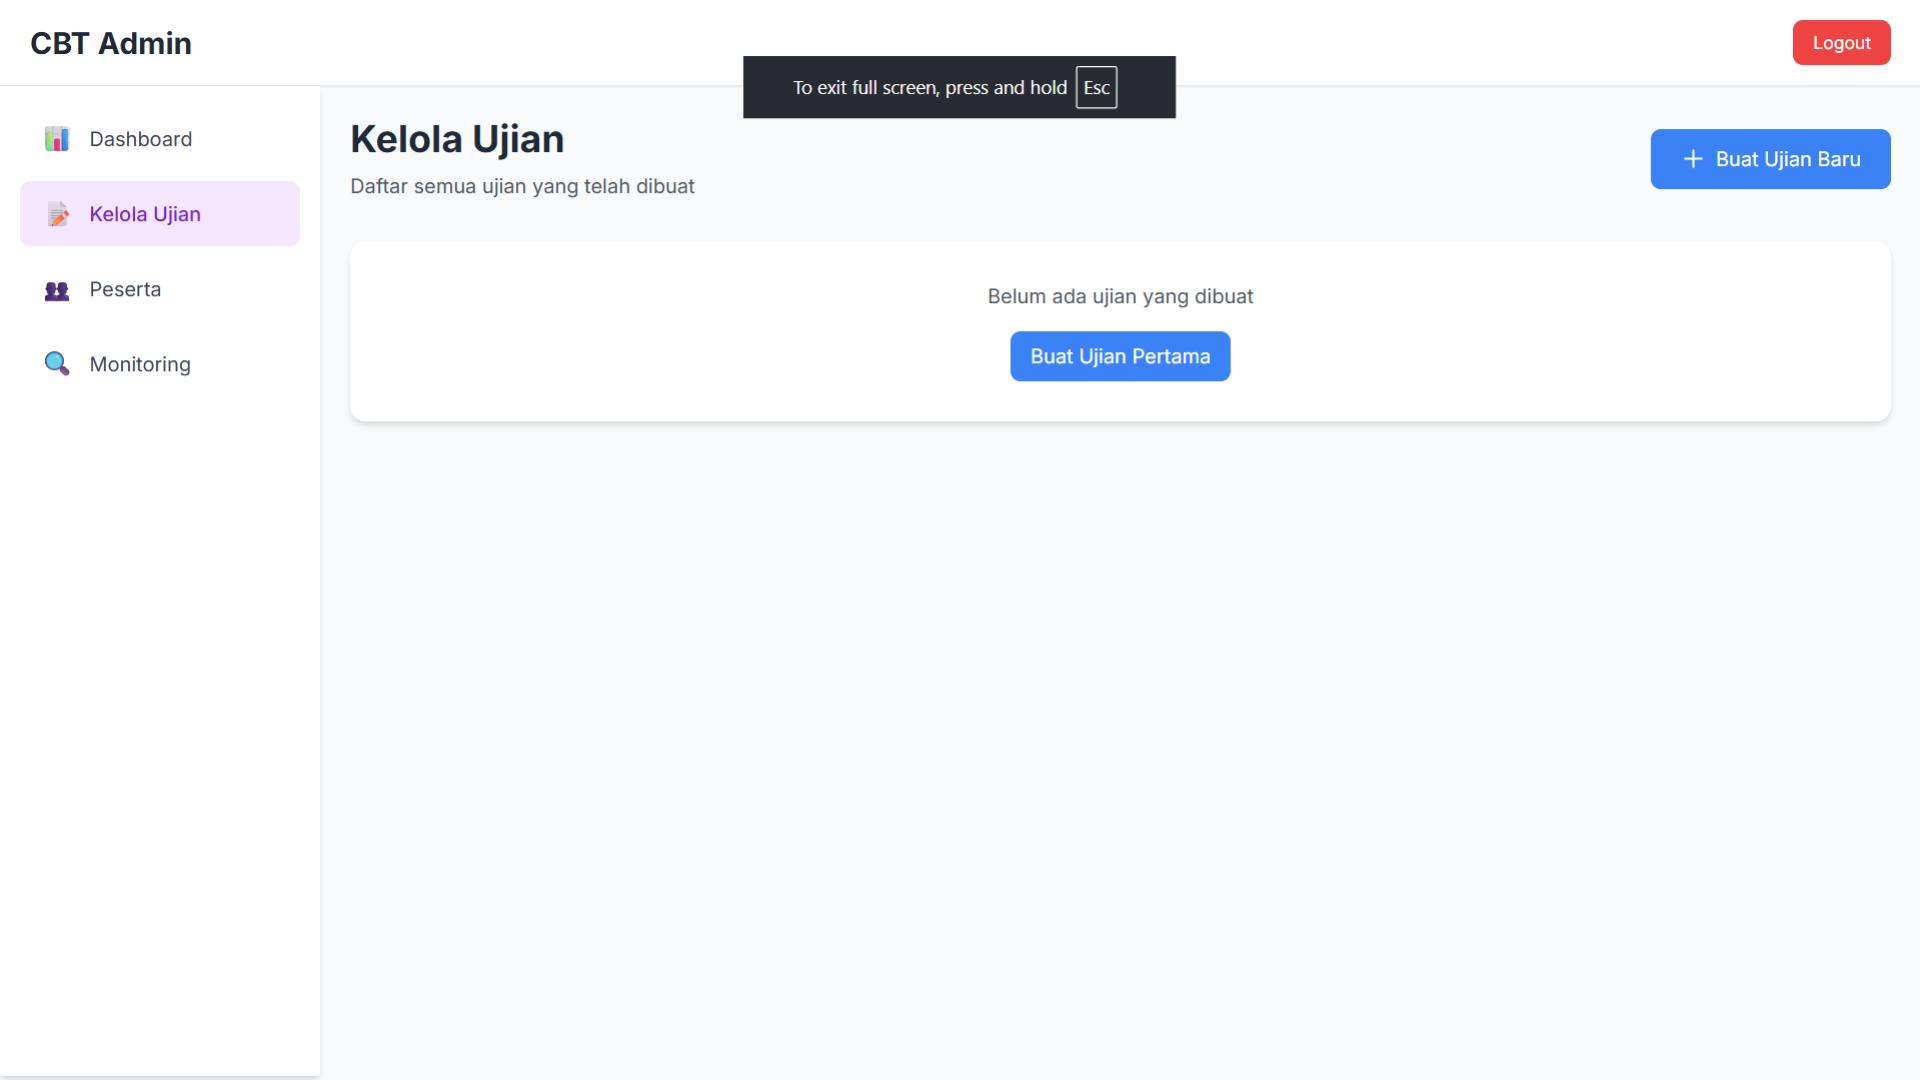 CBT Admin
Logout
To exit full screen, press and hold Esc
Dashboard
Kelola Ujian
Peserta
Monitoring
Kelola Ujian
Daftar semua ujian yang telah dibuat
+ Buat Ujian Baru
Belum ada ujian yang dibuat
Buat Ujian Pertama